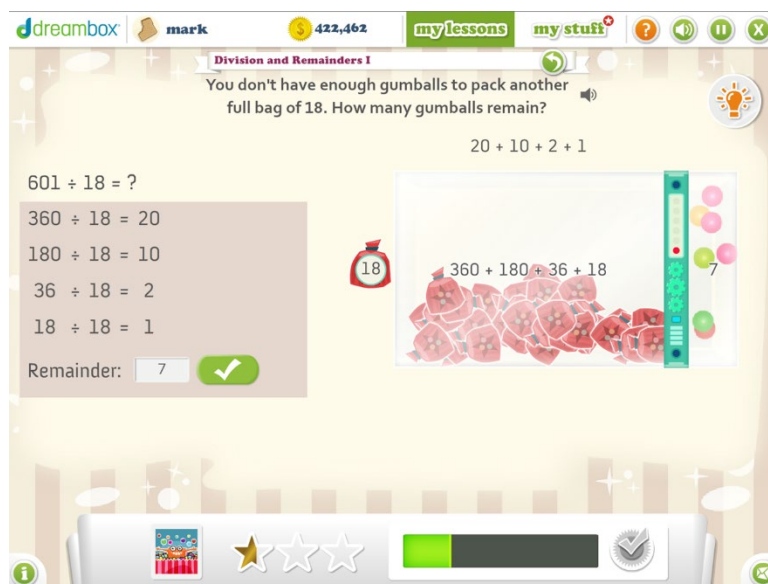 dreambox
mark
422,462
my lessons
my stuff
?
X
Division and Remainders I
You don't have enough gumballs to pack another
full bag of 18. How many gumballs remain?
20 + 10 + 2 + 1
601 ÷ 18 = ?
360 ÷ 18 = 20
180 ÷ 18 = 10
36 ÷ 18 = 2
18 ÷ 18 = 1
Remainder: 7
18
360 + 180 + 36 + 18
7
i